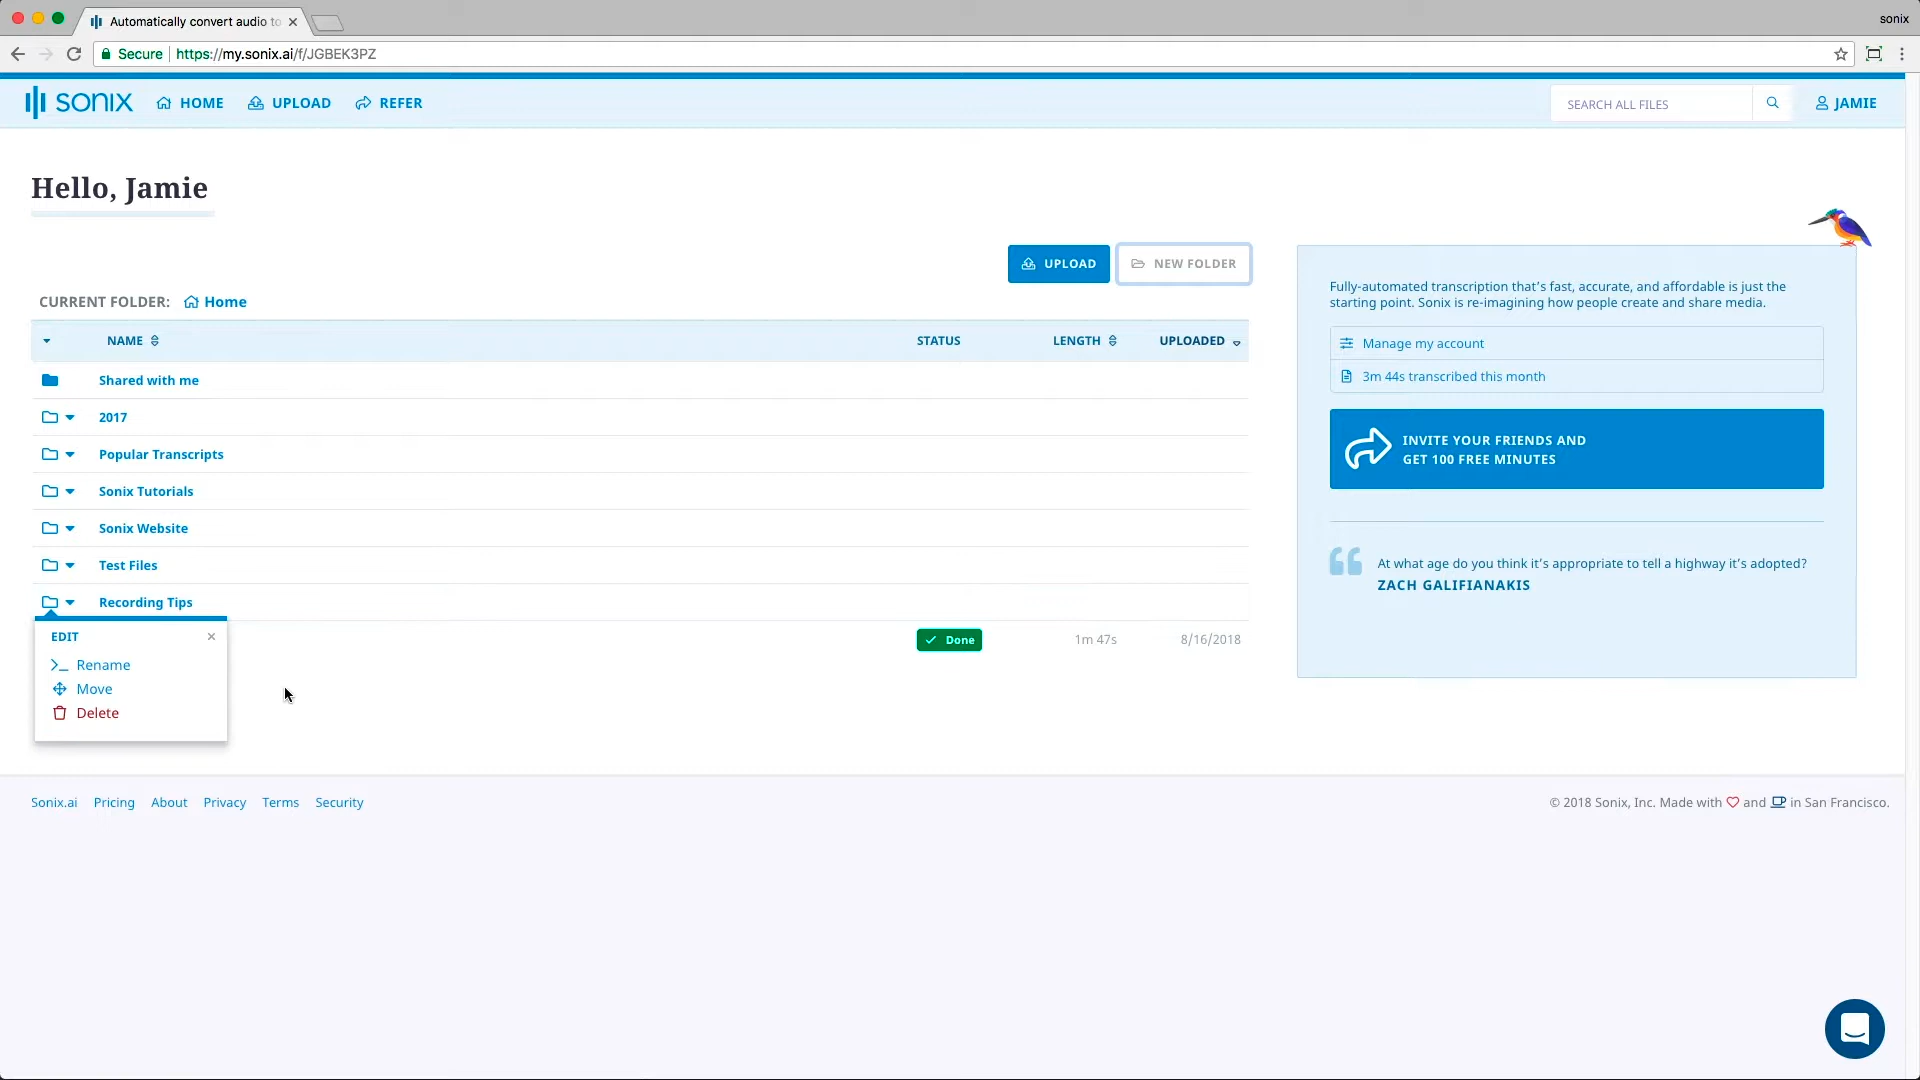 Automatically convert audio to
sonix
Secure
https://my.sonix.ai/f/JGBEK3PZ
sonix
HOME
UPLOAD
REFER
SEARCH ALL FILES
JAMIE
Hello, Jamie
UPLOAD
NEW FOLDER
CURRENT FOLDER: Home
NAME
STATUS
LENGTH
UPLOADED
Shared with me
2017
Popular Transcripts
Sonix Tutorials
Sonix Website
Test Files
Recording Tips
EDIT
Rename
Move
Delete
Done
1m 47s
8/16/2018
Fully-automated transcription that's fast, accurate, and affordable is just the
starting point. Sonix is re-imagining how people create and share media.
Manage my account
3m 44s transcribed this month
INVITE YOUR FRIENDS AND
GET 100 FREE MINUTES
At what age do you think it's appropriate to tell a highway it's adopted?
ZACH GALIFIANAKIS
Sonix.ai
Pricing
About
Privacy
Terms
Security
© 2018 Sonix, Inc. Made with and in San Francisco.